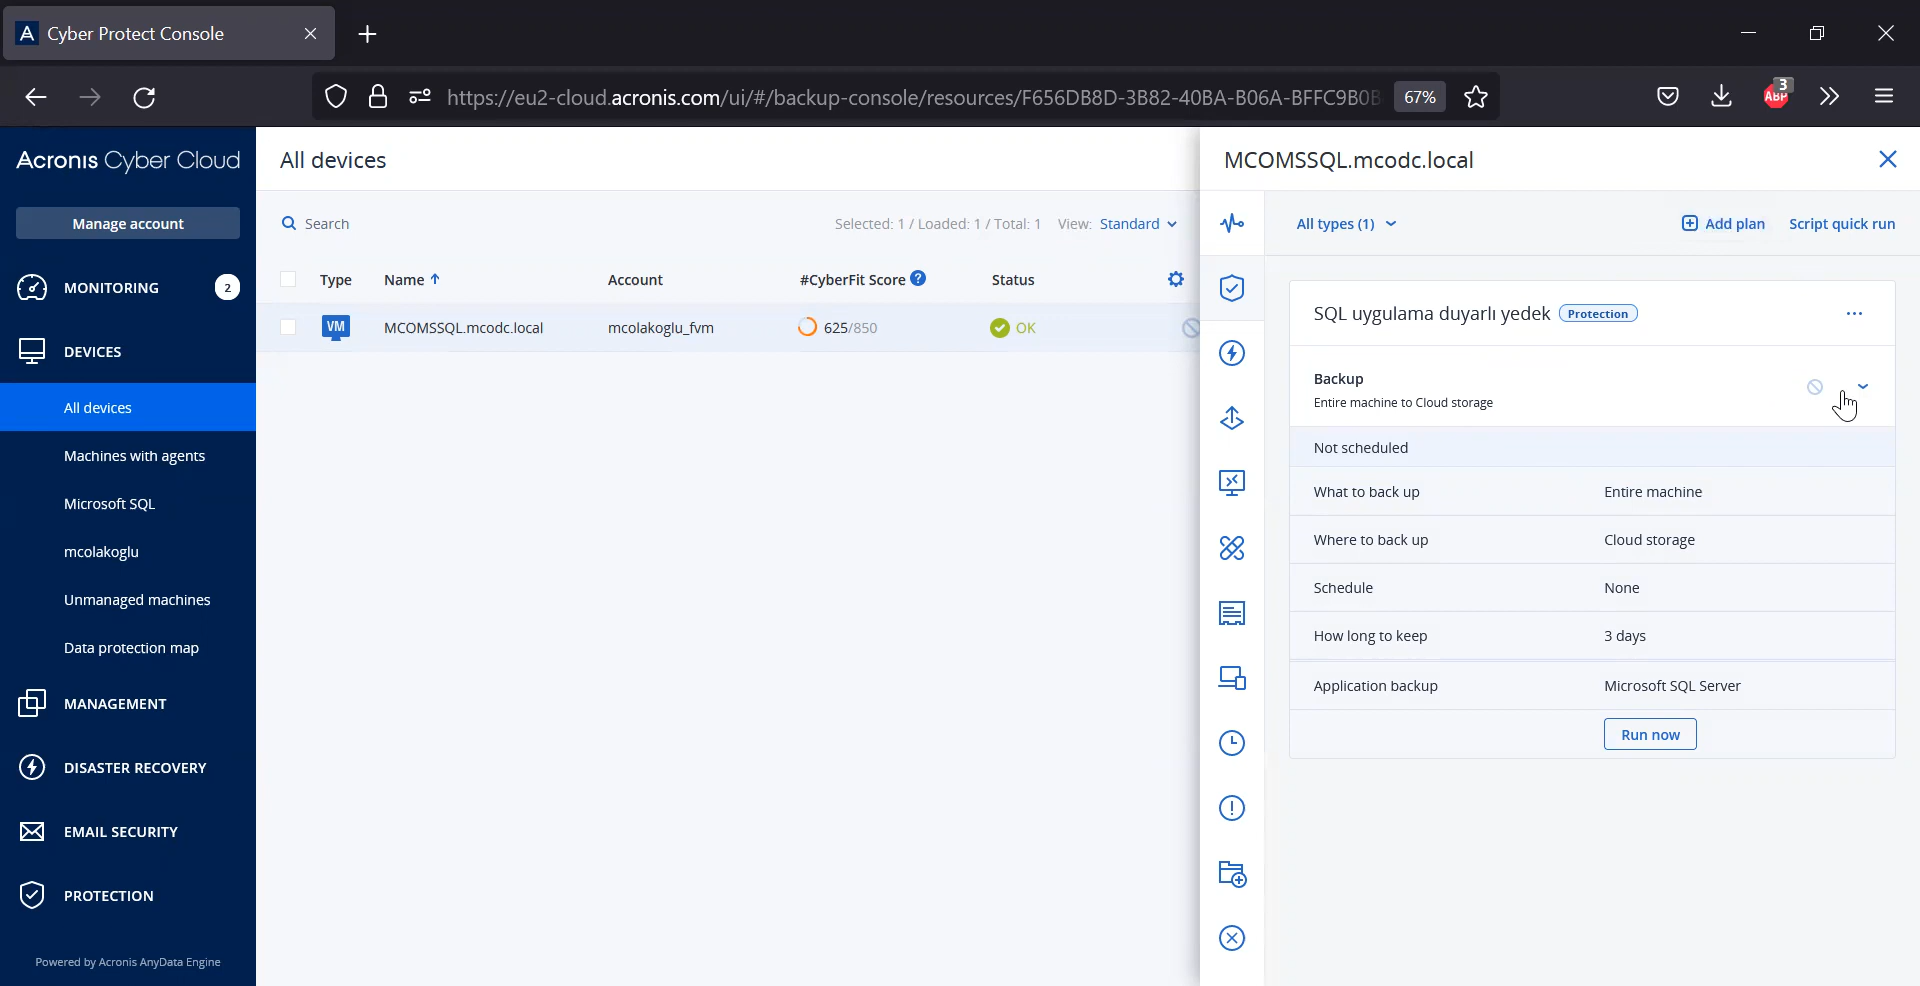 Cyber Protect Console
https://eu2-cloud.acronis.com/ui/#/backup-console/resources/F656DB8D-3B82-40BA-B06A-BFFC9B0B
67%
3
ABP
Acronis Cyber Cloud
Manage account
MONITORING 2
DEVICES
All devices
Machines with agents
Microsoft SQL
mcolakoglu
Unmanaged machines
Data protection map
MANAGEMENT
DISASTER RECOVERY
EMAIL SECURITY
PROTECTION
Powered by Acronis AnyData Engine
All devices
Search
Selected: 1 / Loaded: 1 / Total: 1 View: Standard
Type Name Account #CyberFit Score ? Status
VM MCOMSSQL.mcodc.local mcolakoglu_fvm 625/850 OK
MCOMSSQL.mcodc.local
All types (1) Add plan Script quick run
SQL uygulama duyarlı yedek Protection
Backup
Entire machine to Cloud storage
Not scheduled
What to back up Entire machine
Where to back up Cloud storage
Schedule None
How long to keep 3 days
Application backup Microsoft SQL Server
Run now